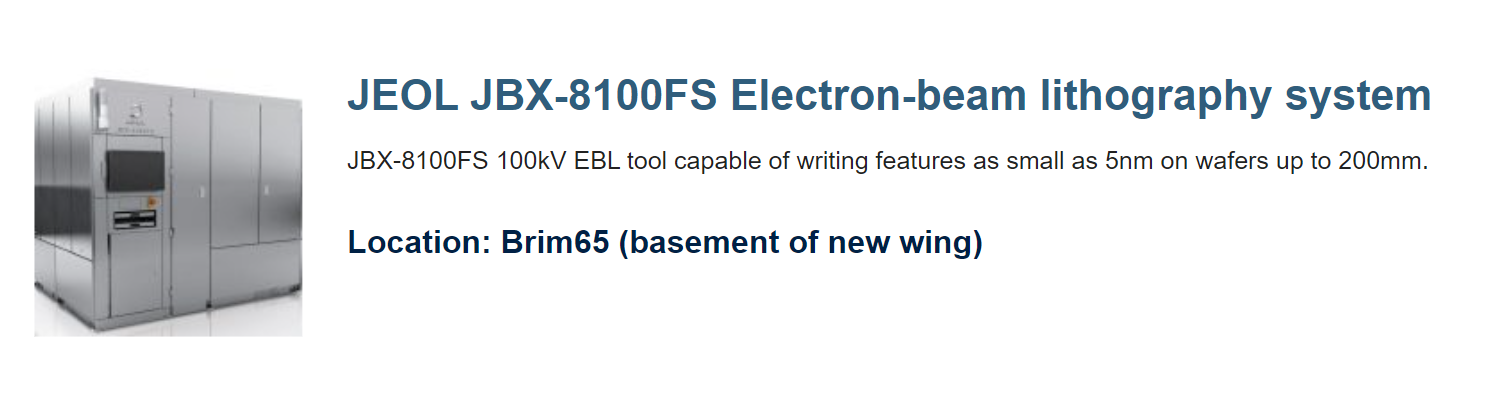 JEOL JBX-8100FS Electron-beam lithography system
JBX-8100FS 100kV EBL tool capable of writing features as small as 5nm on wafers up to 200mm.
Location: Brim65 (basement of new wing)